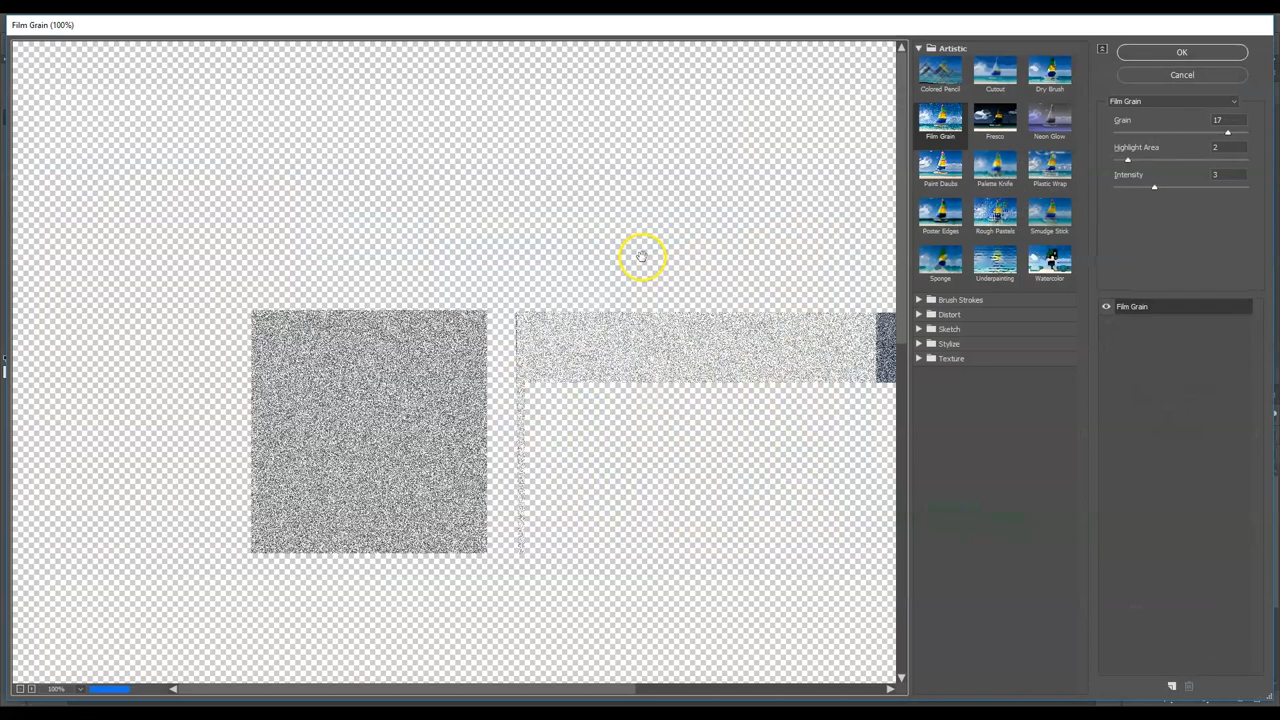 Film Grain (100%)
Artistic
Colored Pencil
Cutout
Dry Brush
Film Grain
Fresco
Neon Glow
Paint Daubs
Palette Knife
Plastic Wrap
Poster Edges
Rough Pastels
Smudge Stick
Sponge
Underpainting
Watercolor
Brush Strokes
Distort
Sketch
Stylize
Texture
OK
Cancel
Film Grain
Grain 17
Highlight Area 2
Intensity 3
Film Grain
100%